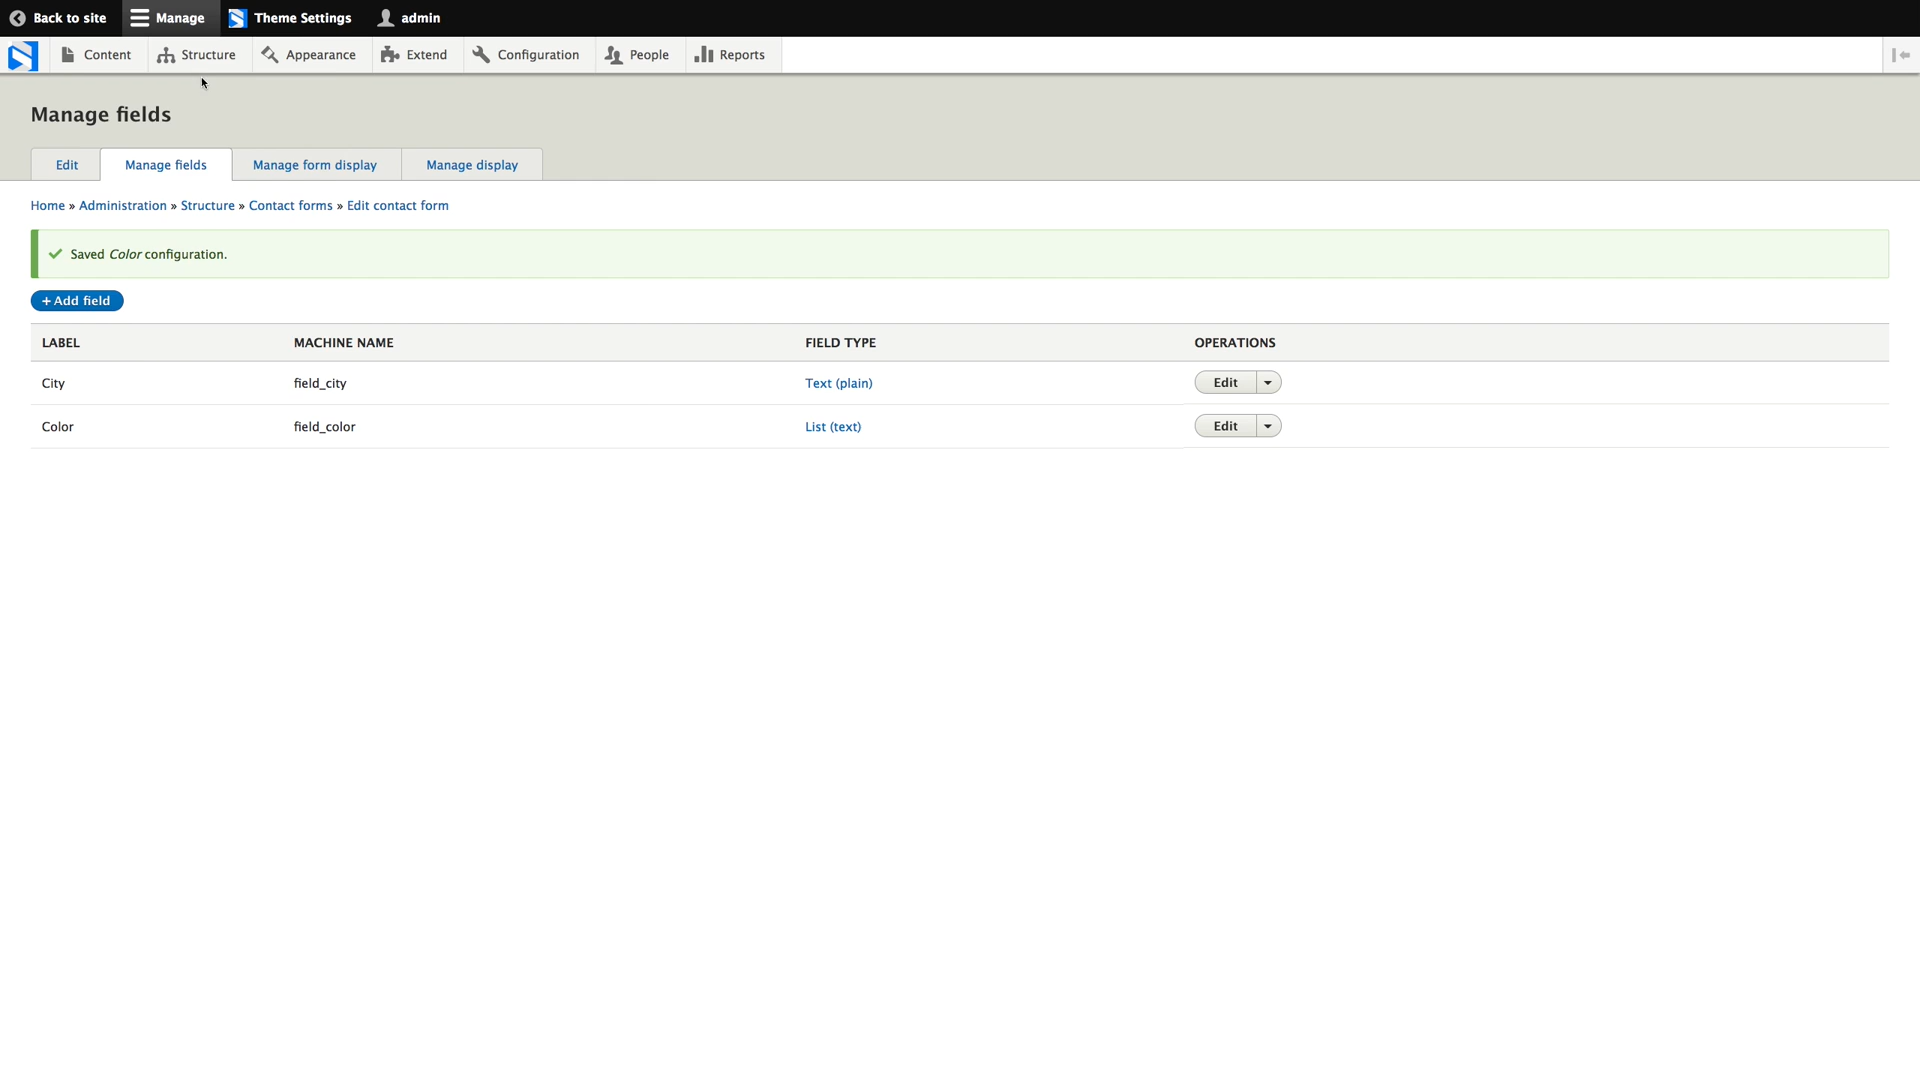 Back to site Manage Theme Settings admin
Content Structure Appearance Extend Configuration People Reports
Manage fields
Edit Manage fields Manage form display Manage display
Home » Administration » Structure » Contact forms » Edit contact form
Saved Color configuration.
+ Add field
LABEL MACHINE NAME FIELD TYPE OPERATIONS
City field_city Text (plain) Edit
Color field_color List (text) Edit